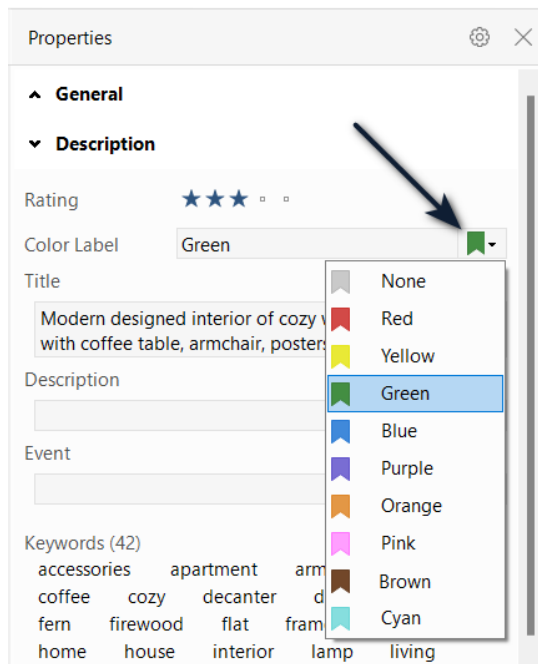 Properties
General
Description
Rating
Color Label Green
Title
Modern designed interior of cozy
with coffee table, armchair,
Description
Event
None
Red
Yellow
Green
Blue
Purple
Orange
Pink
Brown
Cyan
Keywords (42)
accessories apartment
coffee cozy decanter
fern firewood flat
home house interior lamp living